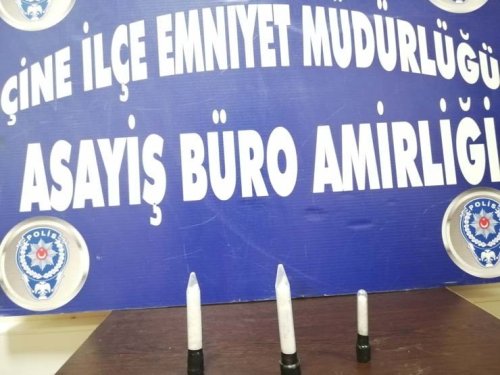 ÇİNE İLÇE EMNİYET MÜDÜRLÜĞÜ
ASAYİŞ BÜRO AMİRLİĞİ
POLİS
POLİS